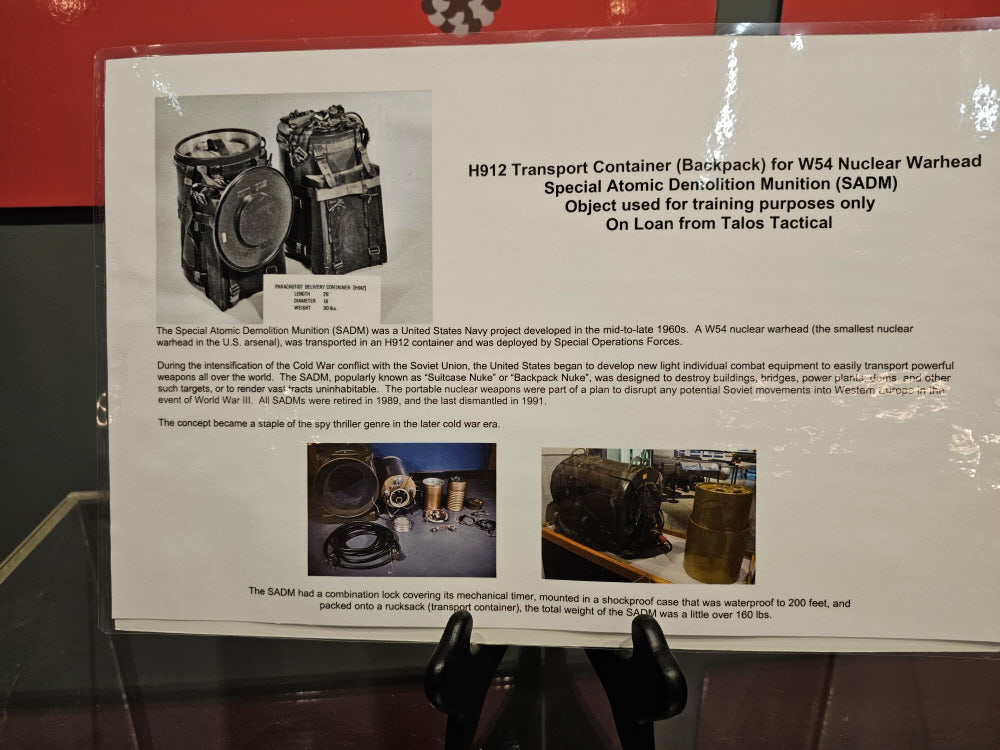 H912 Transport Container (Backpack) for W54 Nuclear Warhead
Special Atomic Demolition Munition (SADM)
Object used for training purposes only
On Loan from Talos Tactical
PARACHUTIST DELIVERY CONTAINER (H912)
LENGTH 26"
DIAMETER 16"
WEIGHT 30 lbs.
The Special Atomic Demolition Munition (SADM) was a United States Navy project developed in the mid-to-late 1960s. A W54 nuclear warhead (the smallest nuclear
warhead in the U.S. arsenal), was transported in an H912 container and was deployed by Special Operations Forces.
During the intensification of the Cold War conflict with the Soviet Union, the United States began to develop new light individual combat equipment to easily transport powerful
weapons all over the world. The SADM, popularly known as "Suitcase Nuke" or "Backpack Nuke", was designed to destroy buildings, bridges, power plants, dams, and other
such targets, or to render vast tracts uninhabitable. The portable nuclear weapons were part of a plan to disrupt any potential Soviet movements into Western Europe in the
event of World War III. All SADMs were retired in 1989, and the last dismantled in 1991.
The concept became a staple of the spy thriller genre in the later cold war era.
The SADM had a combination lock covering its mechanical timer, mounted in a shockproof case that was waterproof to 200 feet, and
packed onto a rucksack (transport container), the total weight of the SADM was a little over 160 lbs.